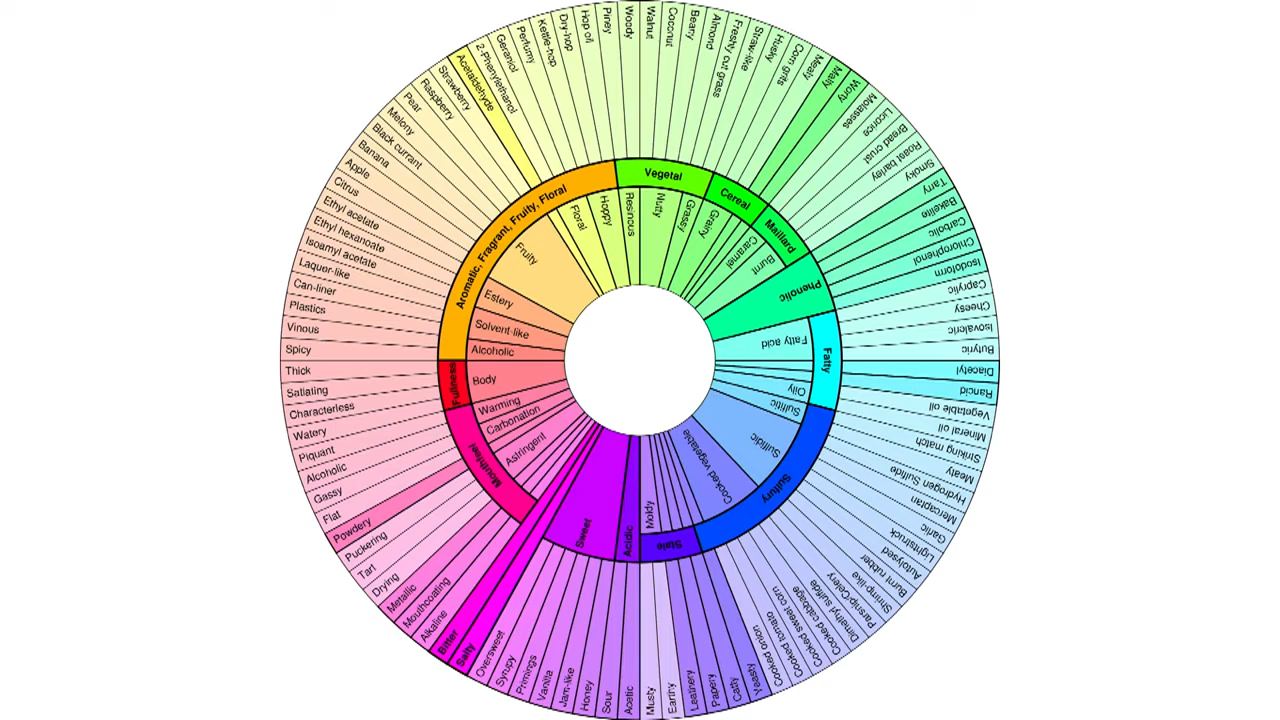 Walnut
Coconut
Beany
Almond
Freshly cut grass
Straw-like
Husky
Corn grits
Mealy
Malty
Worty
Molasses
Licorice
Bread crust
Roast barley
Smoky
Tarry
Bakelite
Carbolic
Chlorophenol
Isodoform
Caprylic
Cheesy
Isovaleric
Butyric
Diacetyl
Rancid
Vegetable oil
Mineral oil
Striking match
Meaty
Hydrogen Sulfide
Mercaptan
Garlic
Lightstruck
Autolysed
Burnt rubber
Shrimp-like
Parsnip/Celery
Dimethyl sulfide
Cooked cabbage
Cooked sweet corn
Cooked tomato
Cooked onion
Yeasty
Catty
Papery
Leathery
Earthy
Musty
Acetic
Sour
Honey
Jam-like
Vanilla
Primings
Syrupy
Oversweet
Salty
Bitter
Alkaline
Mouthcoating
Metallic
Drying
Tart
Puckering
Powdery
Flat
Gassy
Alcoholic
Piquant
Watery
Characterless
Satiating
Thick
Spicy
Vinous
Plastics
Can-liner
Laquer-like
Isoamyl acetate
Ethyl hexanoate
Ethyl acetate
Citrus
Apple
Banana
Black currant
Melony
Pear
Raspberry
Strawberry
Acetaldehyde
2-Phenylethanol
Geraniol
Perfumy
Kettle-hop
Dry-hop
Hop oil
Piney
Woody
Vegetal
Cereal
Maillard
Phenolic
Fatty
Sulfury
Stale
Acidic
Sweet
Mouthfeel
Fullness
Aromatic, Fragrant, Fruity, Floral
Resinous
Nutty
Grassy
Grainy
Caramel
Burnt
Fatty acid
Oily
Sulfitic
Sulfidic
Cooked vegetable
Moldy
Astringent
Carbonation
Warming
Body
Alcoholic
Solvent-like
Estery
Fruity
Floral
Hoppy